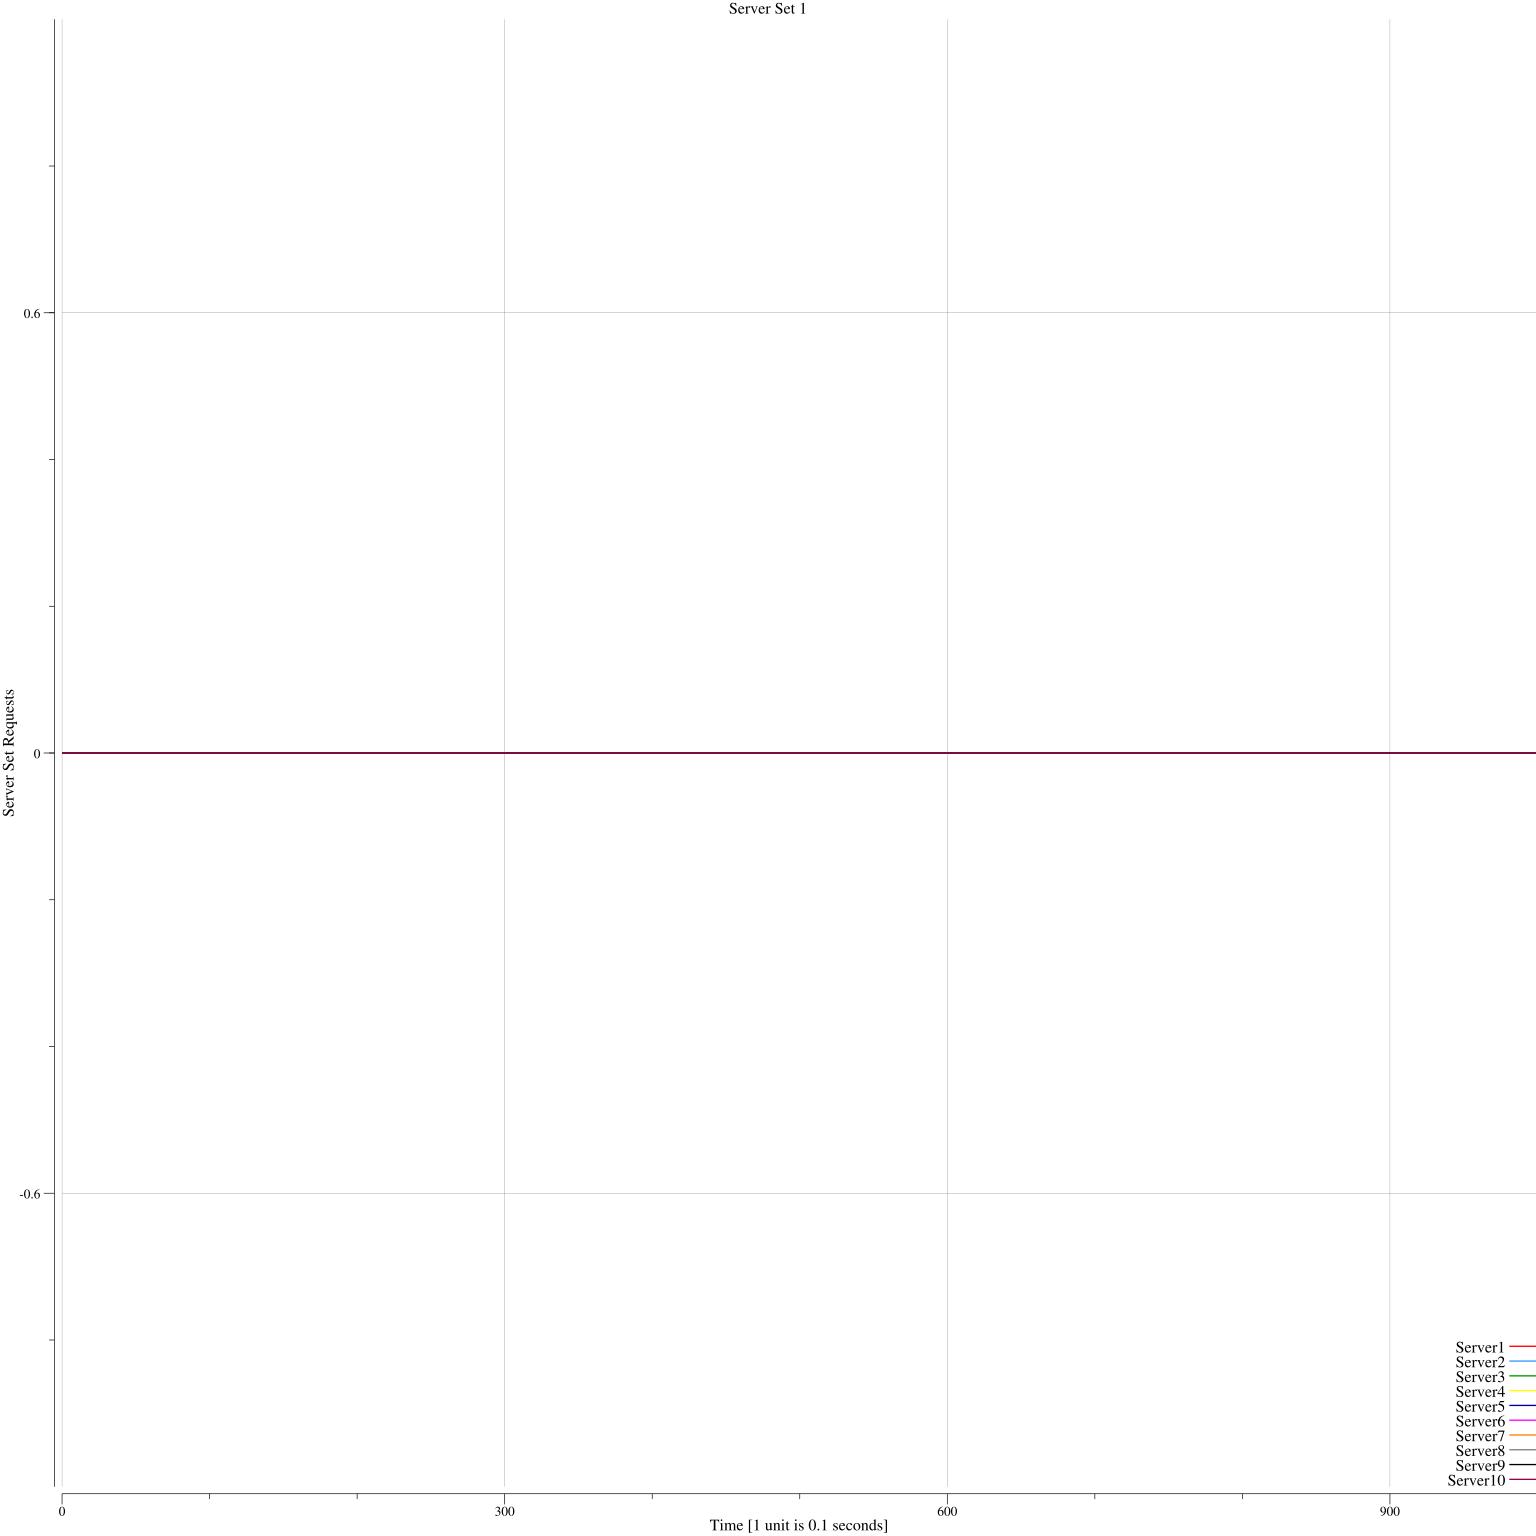 Server Set 1
0.6
0
-0.6
Server Set Requests
Server1
Server2
Server3
Server4
Server5
Server6
Server7
Server8
Server9
Server10
0 300 600 900
Time [1 unit is 0.1 seconds]